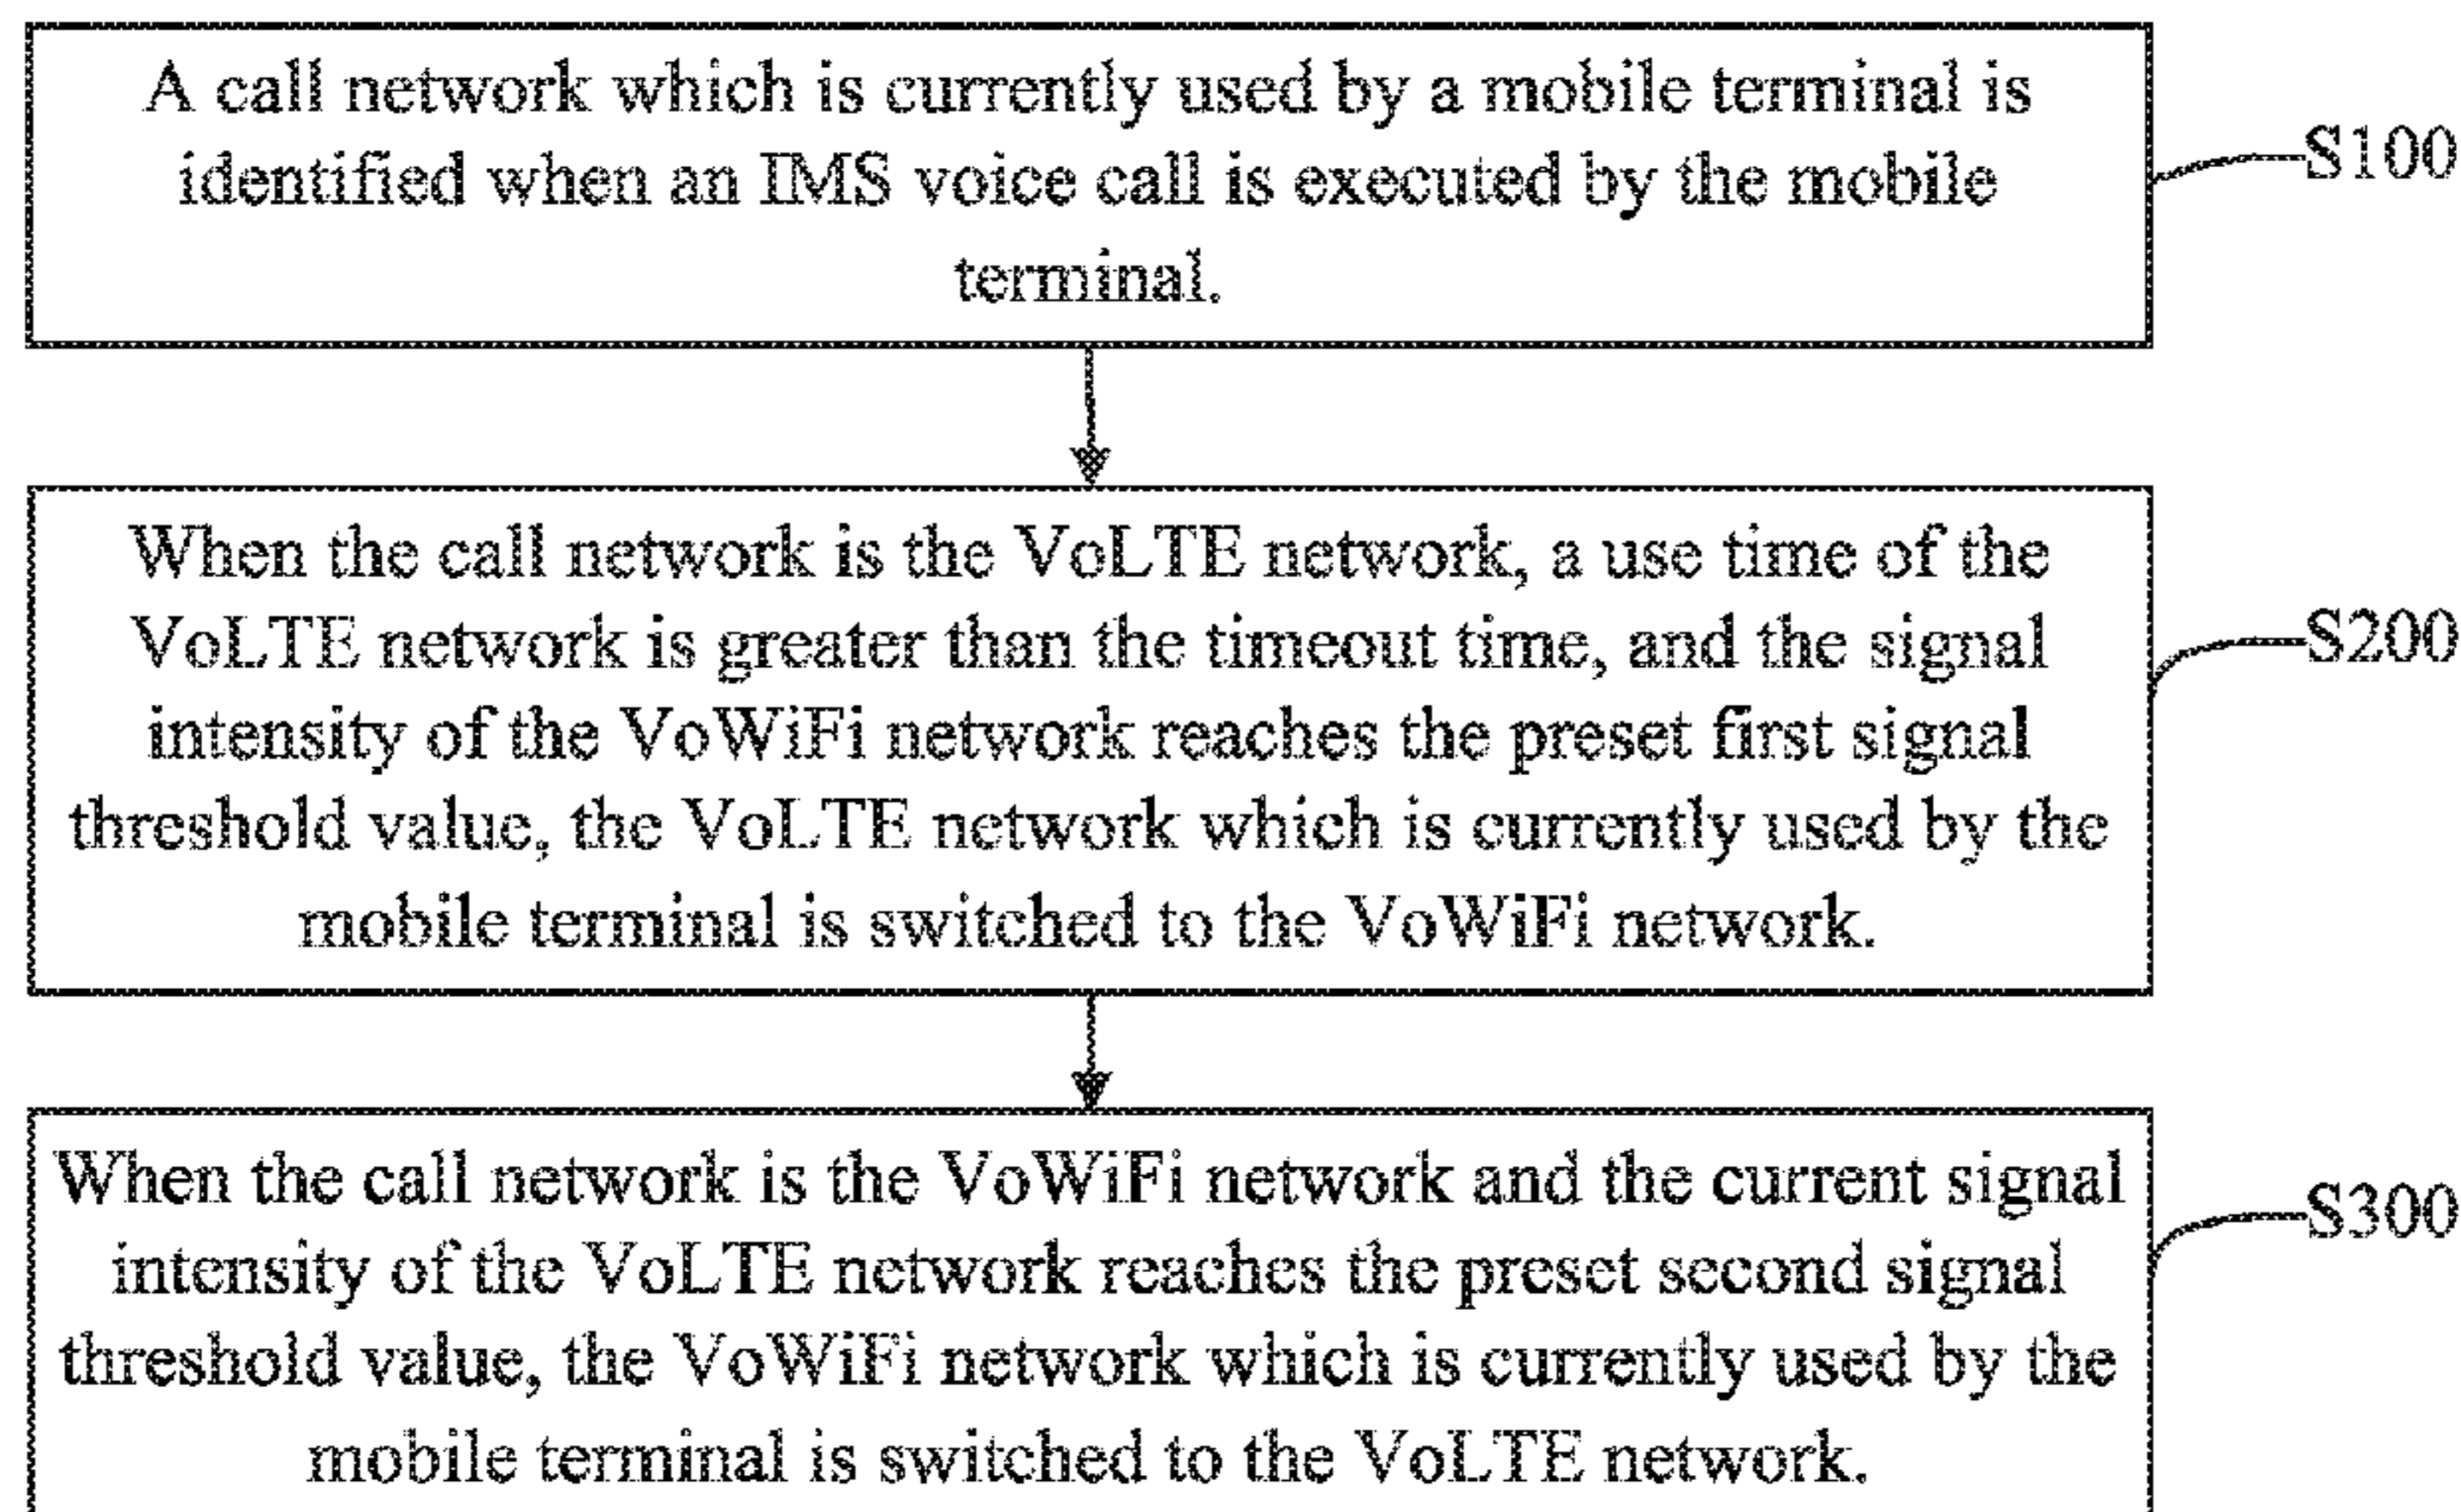 A call network which is currently used by a mobile terminal is
identified when an IMS voice call is executed by the mobile
terminal.
S100
When the call network is the VoLTE network, a use time of the
VoLTE network is greater than the timeout time, and the signal
intensity of the VoWiFi network reaches the preset first signal
threshold value, the VoLTE network which is currently used by the
mobile terminal is switched to the VoWiFi network.
S200
When the call network is the VoWiFi network and the current signal
intensity of the VoLTE network reaches the preset second signal
threshold value, the VoWiFi network which is currently used by the
mobile terminal is switched to the VoLTE network.
S300